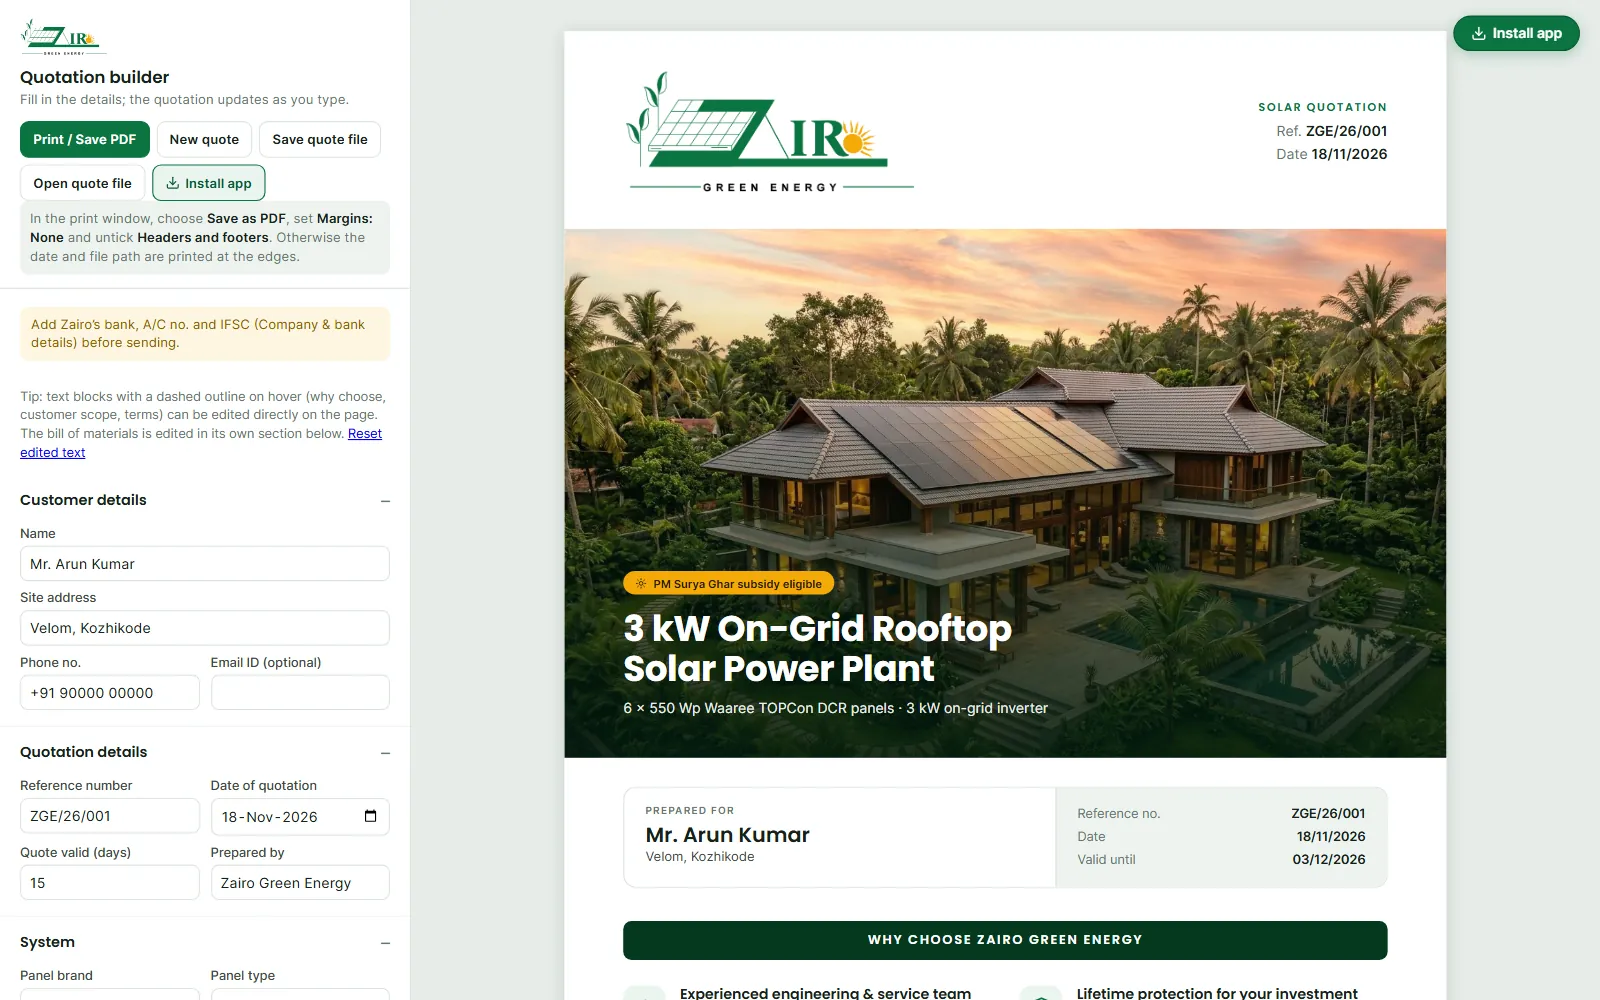 ZAIRO
GREEN ENERGY
Quotation builder
Fill in the details; the quotation updates as you type.
Print / Save PDF
New quote
Save quote file
Open quote file
Install app
In the print window, choose Save as PDF, set Margins:
None and untick Headers and footers. Otherwise the
date and file path are printed at the edges.
Add Zairo's bank, A/C no. and IFSC (Company & bank
details) before sending.
Tip: text blocks with a dashed outline on hover (why choose,
customer scope, terms) can be edited directly on the page.
The bill of materials is edited in its own section below. Reset
edited text
Customer details
Name
Mr. Arun Kumar
Site address
Velom, Kozhikode
Phone no.
Email ID (optional)
+91 90000 00000
Quotation details
Reference number
Date of quotation
ZGE/26/001
18-Nov-2026
Quote valid (days)
Prepared by
15
Zairo Green Energy
System
Panel brand
Panel type
Install app
ZAIRO
GREEN ENERGY
SOLAR QUOTATION
Ref. ZGE/26/001
Date 18/11/2026
PM Surya Ghar subsidy eligible
3 kW On-Grid Rooftop
Solar Power Plant
6 × 550 Wp Waaree TOPCon DCR panels · 3 kW on-grid inverter
PREPARED FOR
Mr. Arun Kumar
Velom, Kozhikode
Reference no. ZGE/26/001
Date 18/11/2026
Valid until 03/12/2026
WHY CHOOSE ZAIRO GREEN ENERGY
Experienced engineering & service team
Lifetime protection for your investment